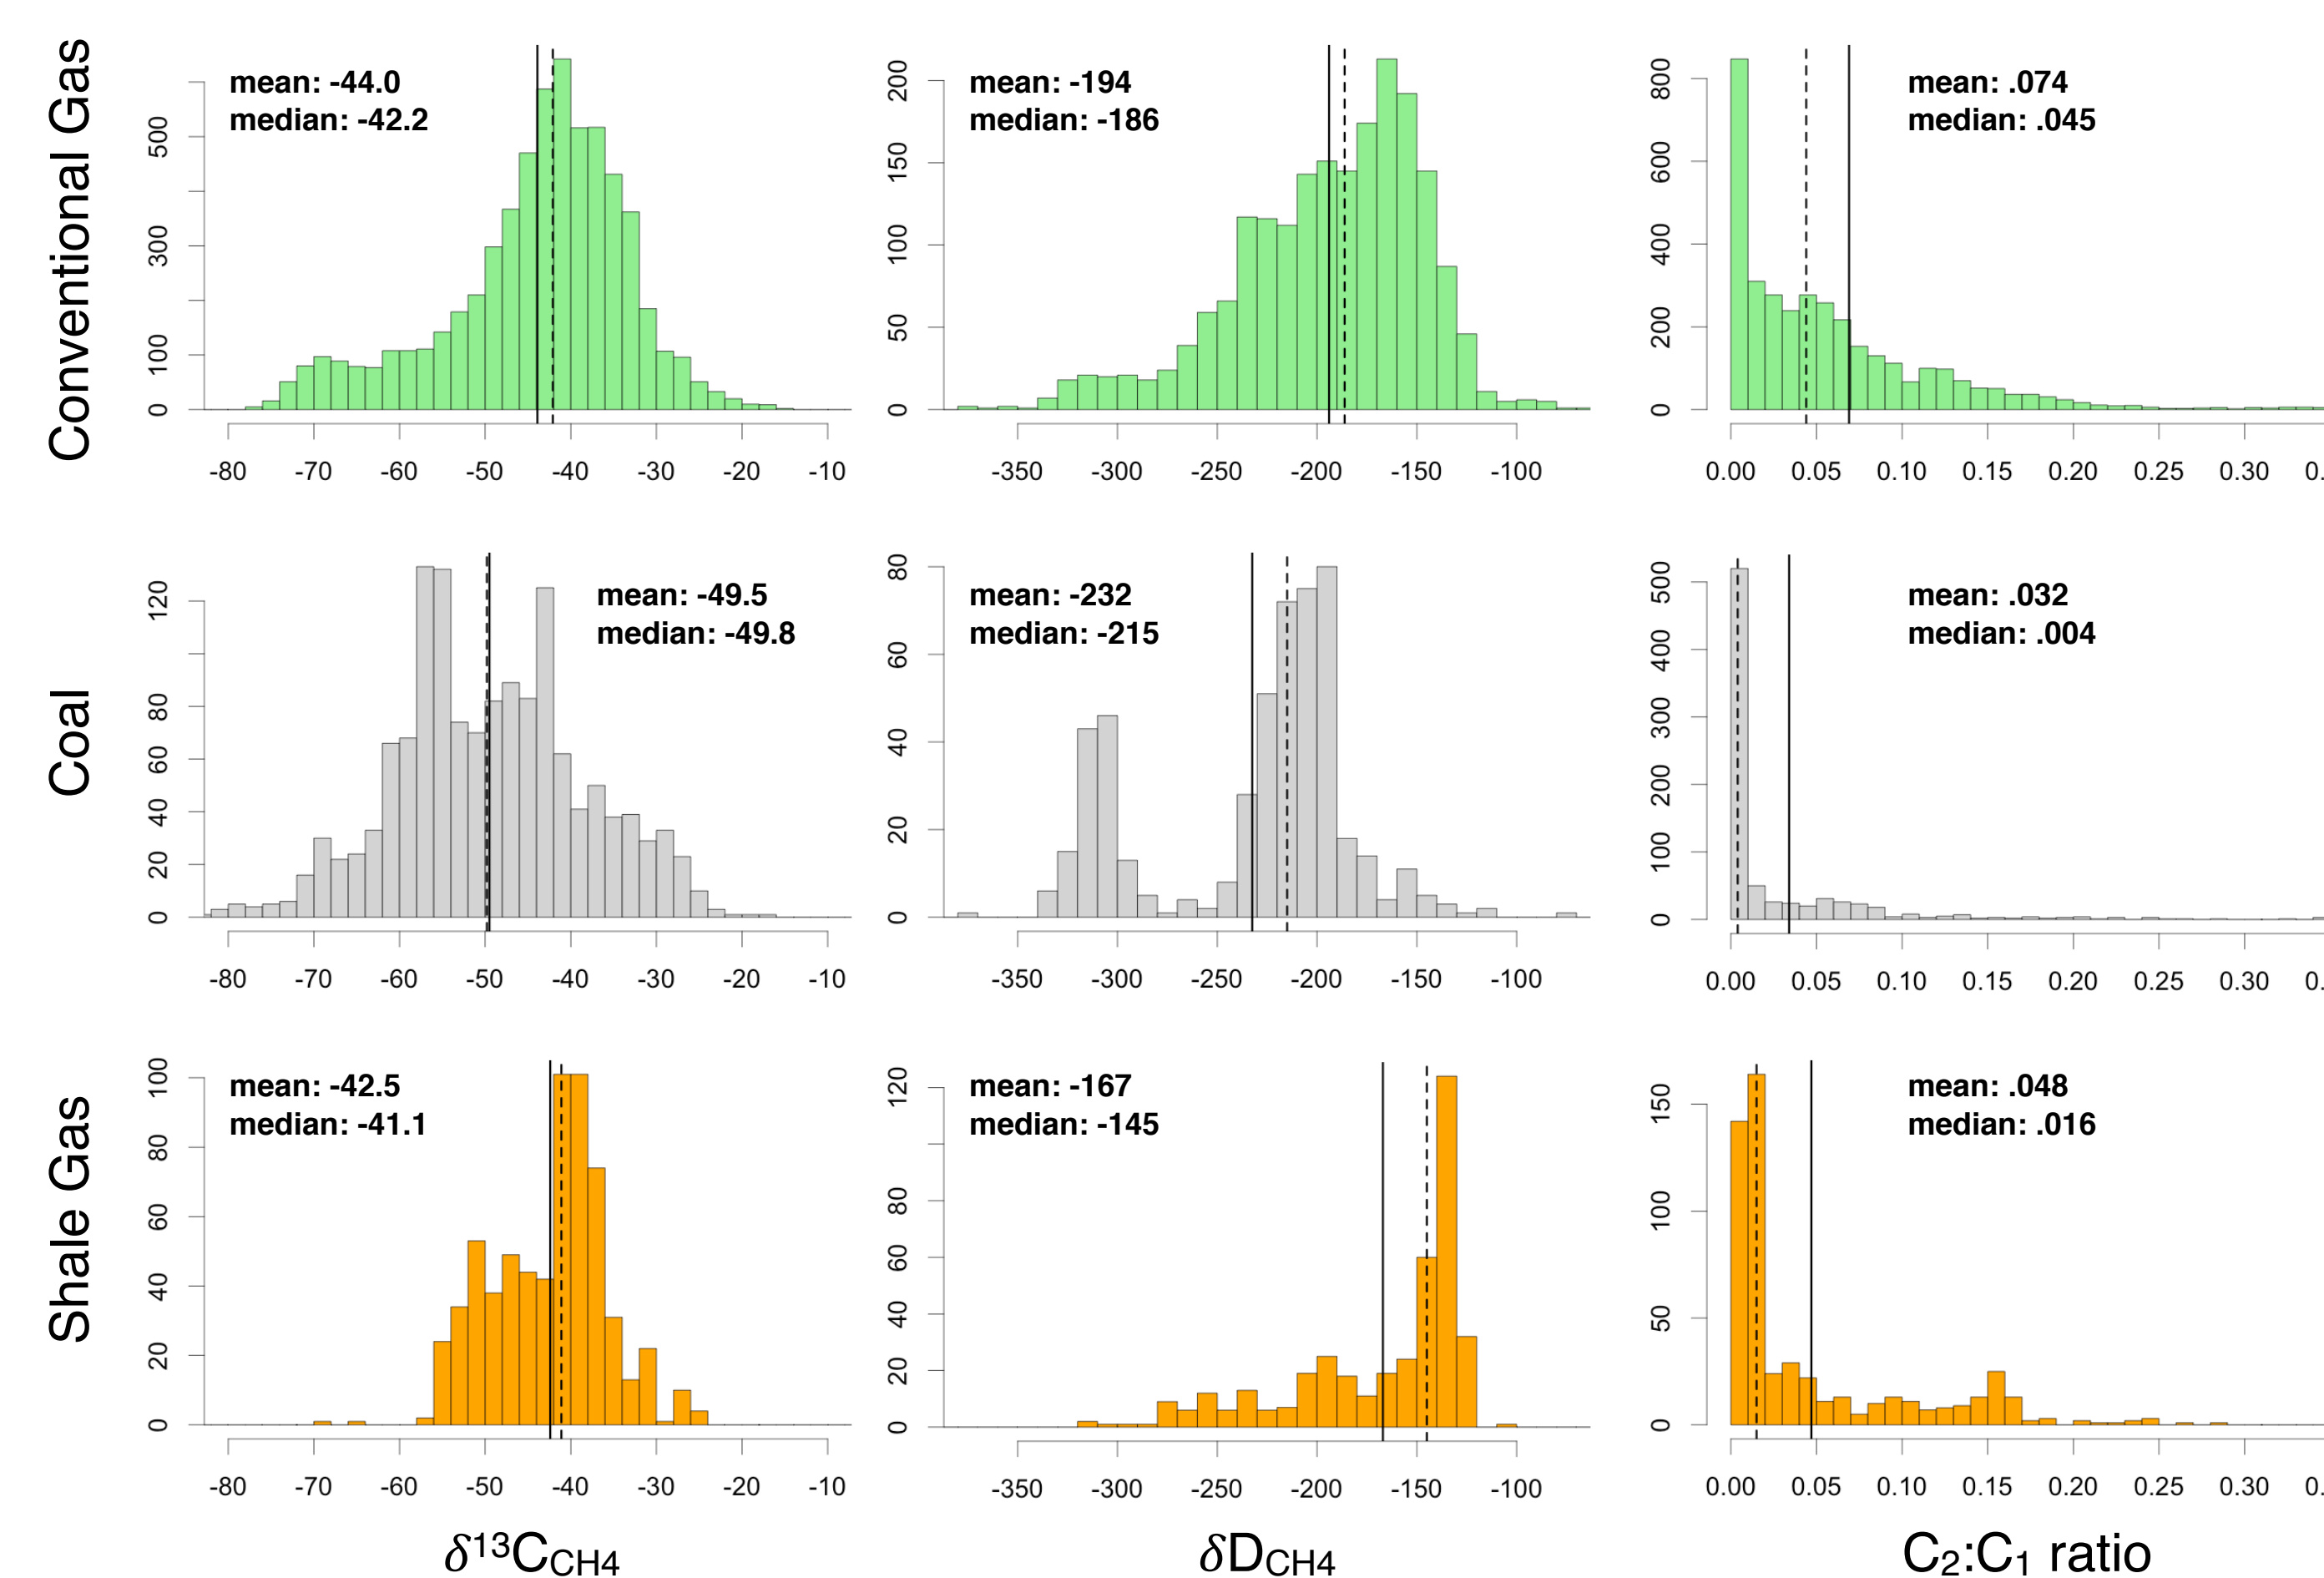 Conventional Gas
mean: -44.0
median: -42.2
0 100 300 500
-80 -70 -60 -50 -40 -30 -20 -10
mean: -194
median: -186
0 50 100 150 200
-350 -300 -250 -200 -150 -100
mean: .074
median: .045
0 200 400 600 800
0.00 0.05 0.10 0.15 0.20 0.25 0.30 0.
Coal
mean: -49.5
median: -49.8
0 20 40 60 80 120
-80 -70 -60 -50 -40 -30 -20 -10
mean: -232
median: -215
0 20 40 60 80
-350 -300 -250 -200 -150 -100
mean: .032
median: .004
0 100 200 300 400 500
0.00 0.05 0.10 0.15 0.20 0.25 0.30 0.
Shale Gas
mean: -42.5
median: -41.1
0 20 40 60 80 100
-80 -70 -60 -50 -40 -30 -20 -10
mean: -167
median: -145
0 20 40 60 80 120
-350 -300 -250 -200 -150 -100
mean: .048
median: .016
0 50 100 150
0.00 0.05 0.10 0.15 0.20 0.25 0.30 0.
δ¹³C_CH4
δD_CH4
C₂:C₁ ratio